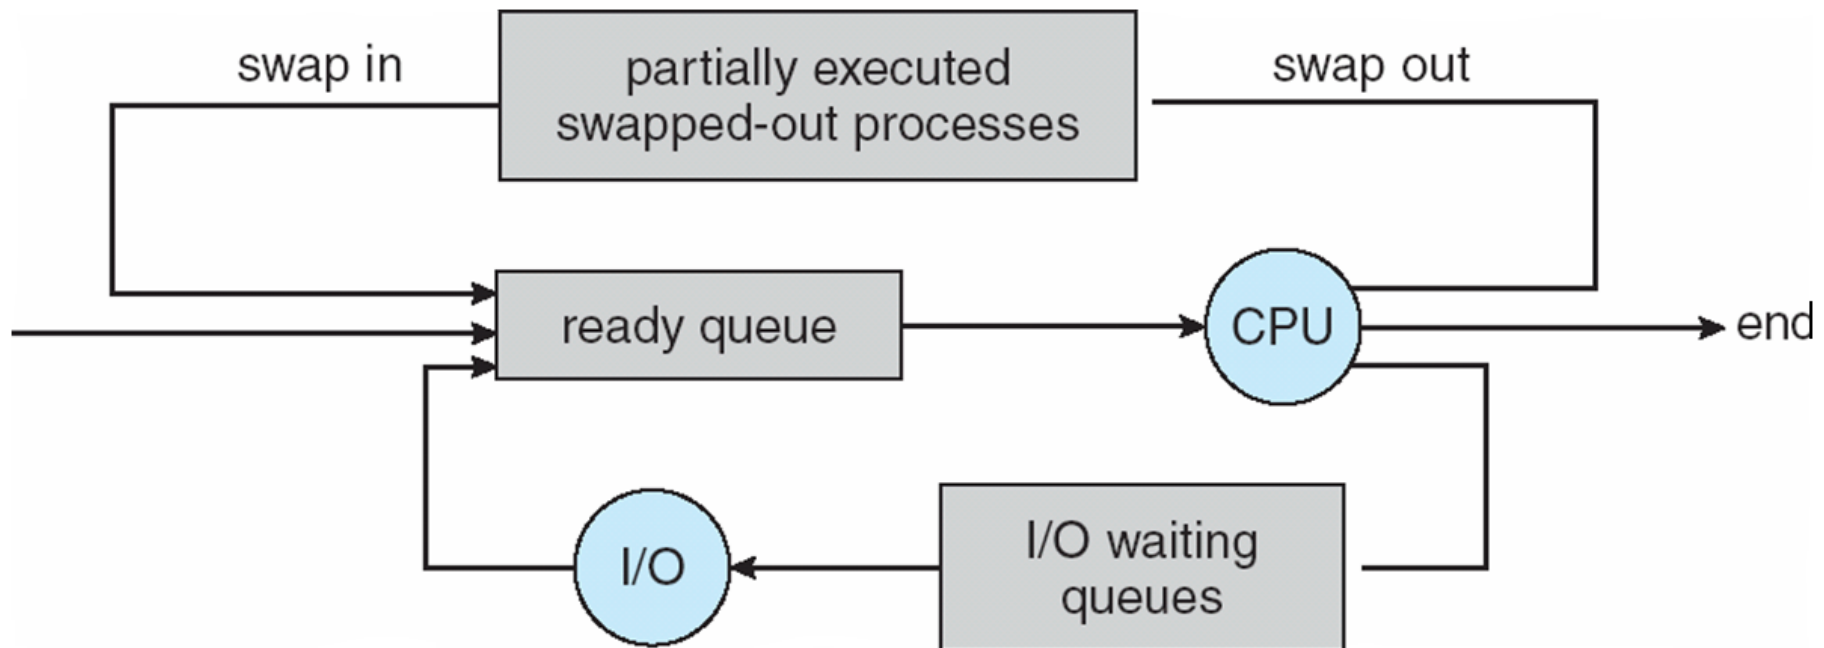 swap in
partially executed
swapped-out processes
swap out
ready queue
CPU
end
I/O
I/O waiting
queues